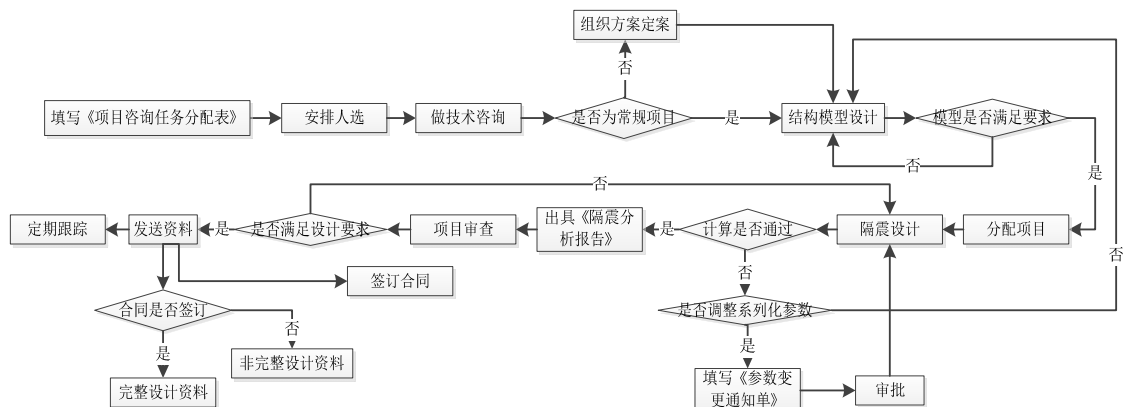 组织方案定案
否
填写《项目咨询任务分配表》
安排人选
做技术咨询
是否为常规项目
是
结构模型设计
模型是否满足要求
否
是
否
定期跟踪
发送资料
是
是否满足设计要求
项目审查
出具《隔震分
析报告》
是
计算是否通过
隔震设计
分配项目
否
签订合同
否
合同是否签订
是否调整系列化参数
否
是
非完整设计资料
是
完整设计资料
填写《参数变
更通知单》
审批